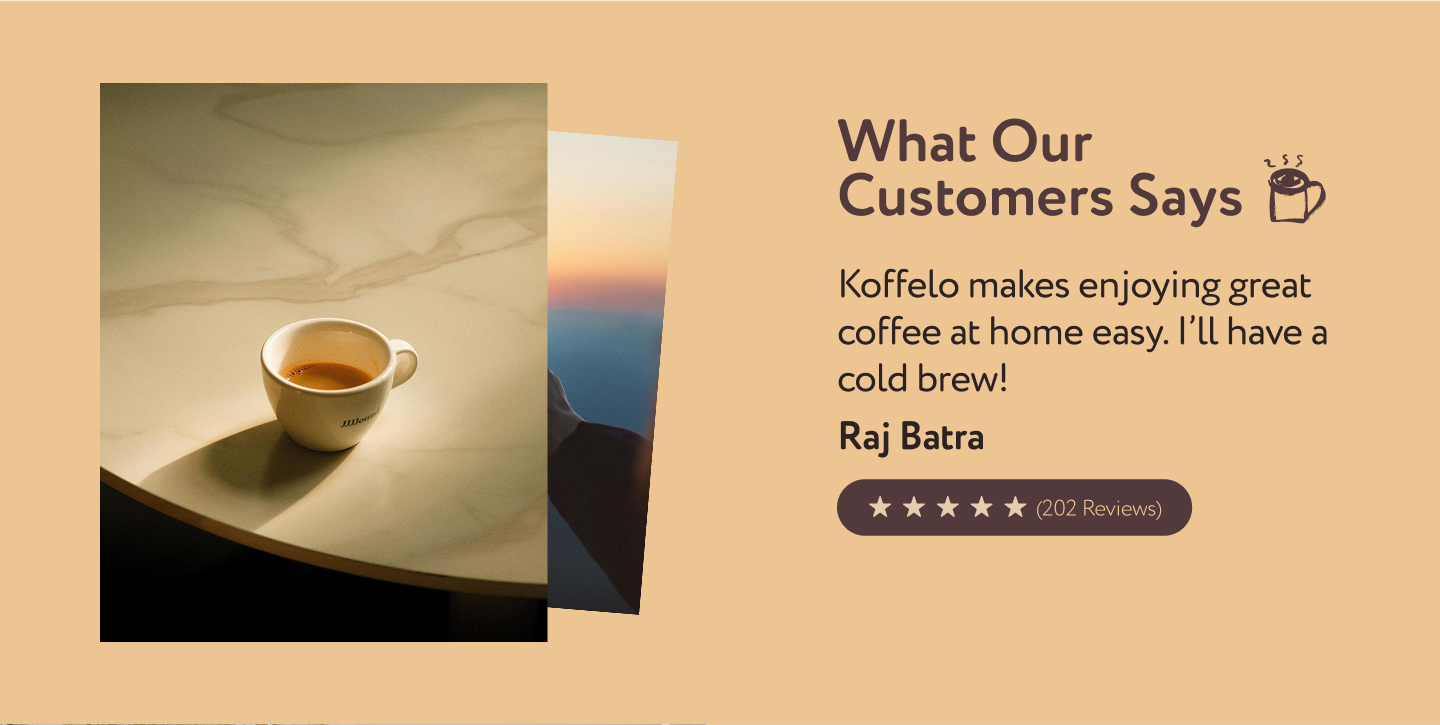 What Our
Customers Says
Koffelo makes enjoying great
coffee at home easy. I’ll have a
cold brew!
Raj Batra
(202 Reviews)